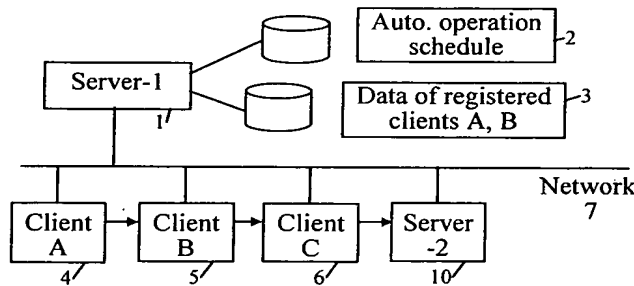 Auto. operation
schedule
2
Server-1
1
Data of registered
clients A, B
3
Network
7
Client
A
4
Client
B
5
Client
C
6
Server
-2
10